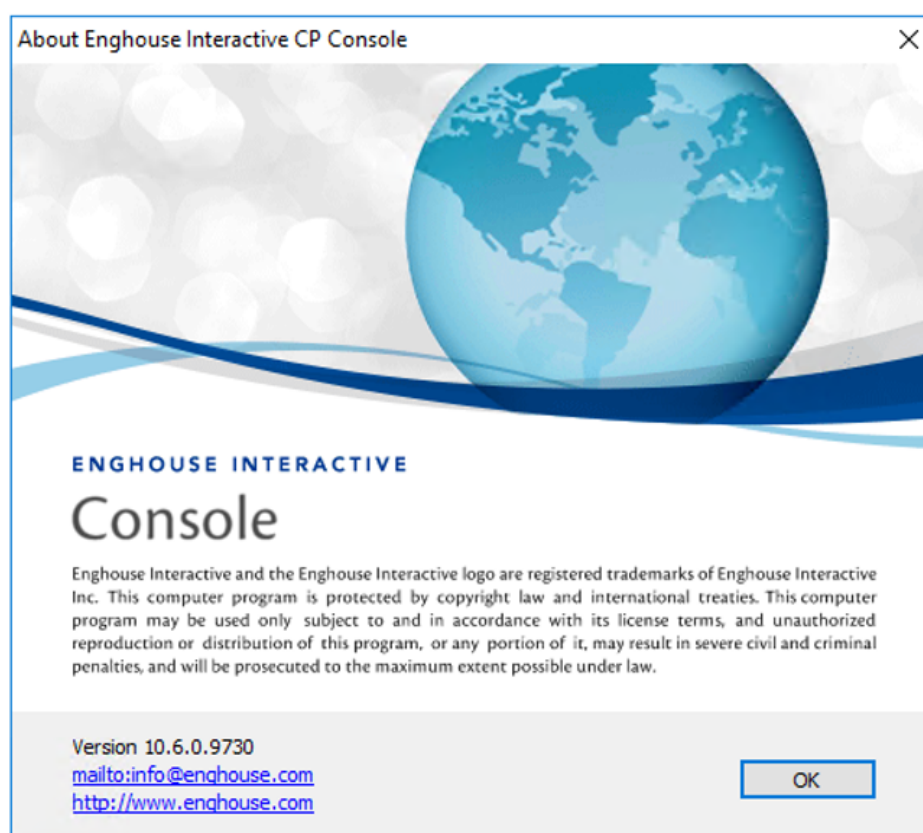 About Enghouse Interactive CP Console
ENGHOUSE INTERACTIVE
Console
Enghouse Interactive and the Enghouse Interactive logo are registered trademarks of Enghouse Interactive
Inc. This computer program is protected by copyright law and international treaties. This computer
program may be used only subject to and in accordance with its license terms, and unauthorized
reproduction or distribution of this program, or any portion of it, may result in severe civil and criminal
penalties, and will be prosecuted to the maximum extent possible under law.
Version 10.6.0.9730
mailto:info@enghouse.com
OK
http://www.enghouse.com